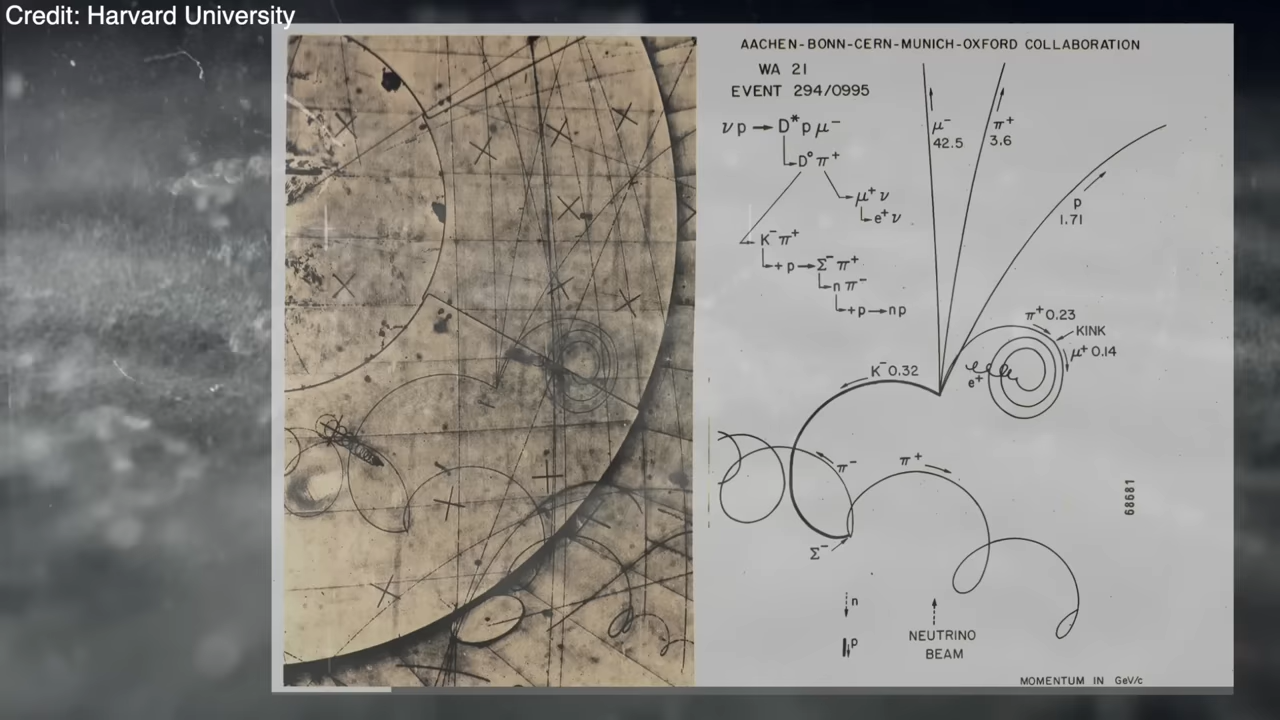 Credit: Harvard University
AACHEN-BONN-CERN-MUNICH-OXFORD COLLABORATION
WA 21
EVENT 294/0995
νp → D*pμ⁻
D°π⁺
μ⁺ν
e⁺ν
K⁻π⁺
+p → Σ⁻π⁺
nπ⁻
+p → np
μ⁻
42.5
π⁺
3.6
p
1.71
π⁺0.23
KINK
μ⁺0.14
e⁺
K⁻0.32
π⁻
π⁺
Σ⁻
n
p
NEUTRINO
BEAM
68681
MOMENTUM IN GeV/c